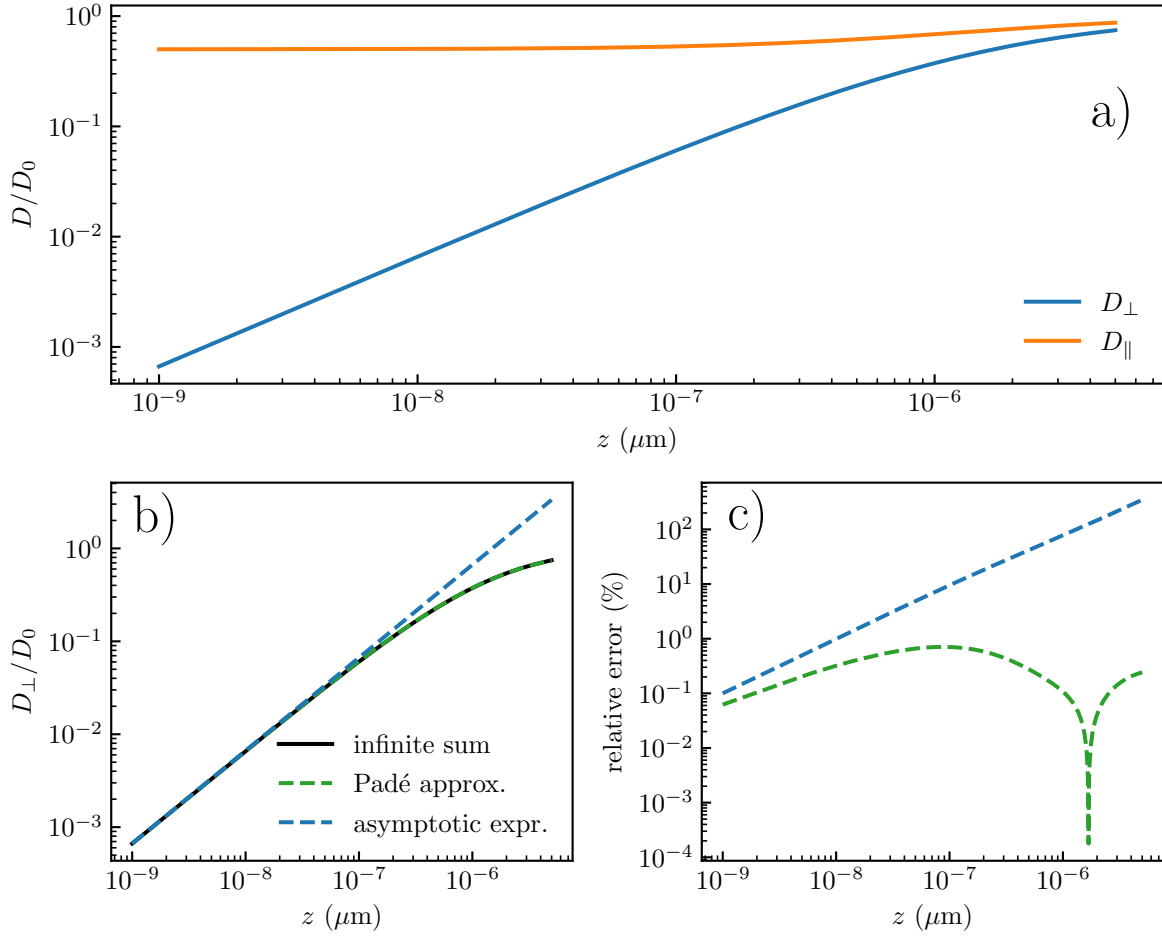 10^0
10^{-1}
10^{-2}
10^{-3}
D/D_0
a)
D_⊥
D_∥
10^{-9}
10^{-8}
10^{-7}
10^{-6}
z (μm)
b)
10^0
10^{-1}
10^{-2}
10^{-3}
D_⊥/D_0
infinite sum
Padé approx.
asymptotic expr.
10^{-9}
10^{-8}
10^{-7}
10^{-6}
z (μm)
c)
10^2
10^1
10^0
10^{-1}
10^{-2}
10^{-3}
10^{-4}
relative error (%)
10^{-9}
10^{-8}
10^{-7}
10^{-6}
z (μm)